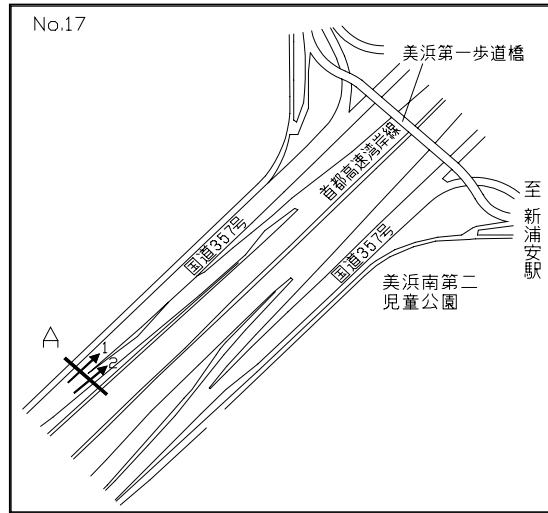 No.17
美浜第一歩道橋
首都高速湾岸線
国道357号
国道357号
至 新浦安駅
美浜南第二
児童公園
A
1
2